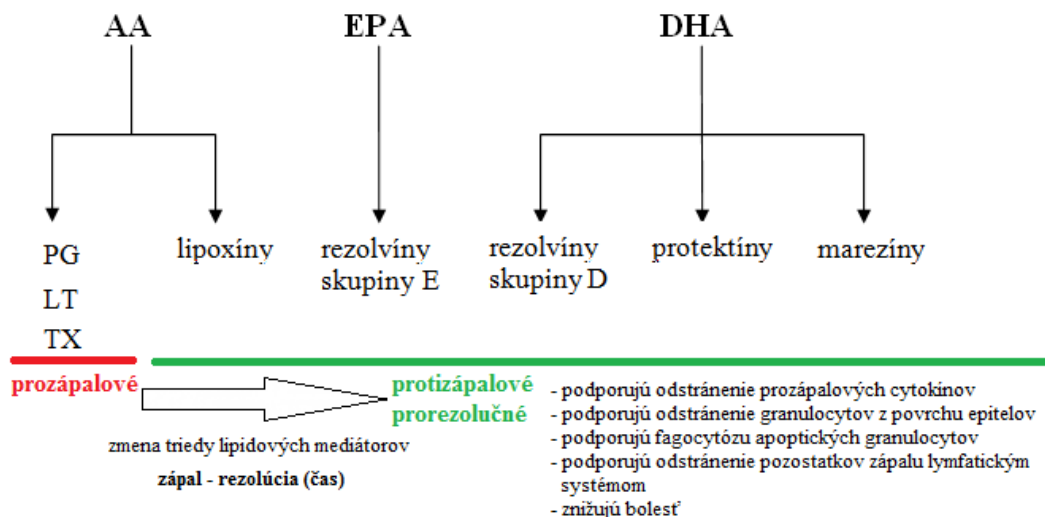 AA EPA DHA
PG
LT
TX
lipoxíny
rezolvíny
skupiny E
rezolvíny
skupiny D
protektíny
marezíny
prozápalové
protizápalové
prorezolučné
zmena triedy lipidových mediátorov
zápal - rezolúcia (čas)
- podporujú odstránenie prozápalových cytokínov
- podporujú odstránenie granulocytov z povrchu epitelov
- podporujú fagocytózu apoptických granulocytov
- podporujú odstránenie pozostatkov zápalu lymfatickým
systémom
- znižujú bolesť